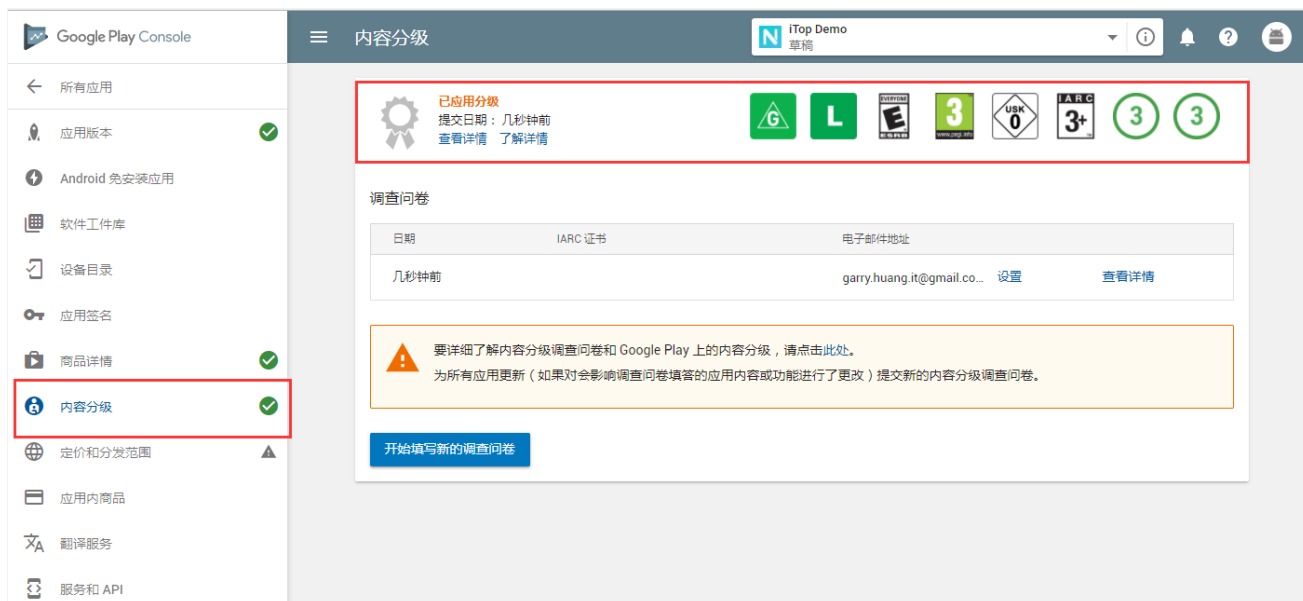 Google Play Console
内容分级
iTop Demo
草稿
所有应用
应用版本
Android 免安装应用
软件工件库
设备目录
应用签名
商品详情
内容分级
定价和分发范围
应用内商品
翻译服务
服务和 API
已应用分级
提交日期： 几秒钟前
查看详情 了解详情
G
L
EVERYONE
E
ESRB
3
www.pegi.info
USK
0
IARC
3+
3
3
调查问卷
日期 IARC 证书 电子邮件地址
几秒钟前 garry.huang.it@gmail.co... 设置 查看详情
要详细了解内容分级调查问卷和 Google Play 上的内容分级，请点击此处。
为所有应用更新（如果对会影响调查问卷填答的应用内容或功能进行了更改）提交新的内容分级调查问卷。
开始填写新的调查问卷